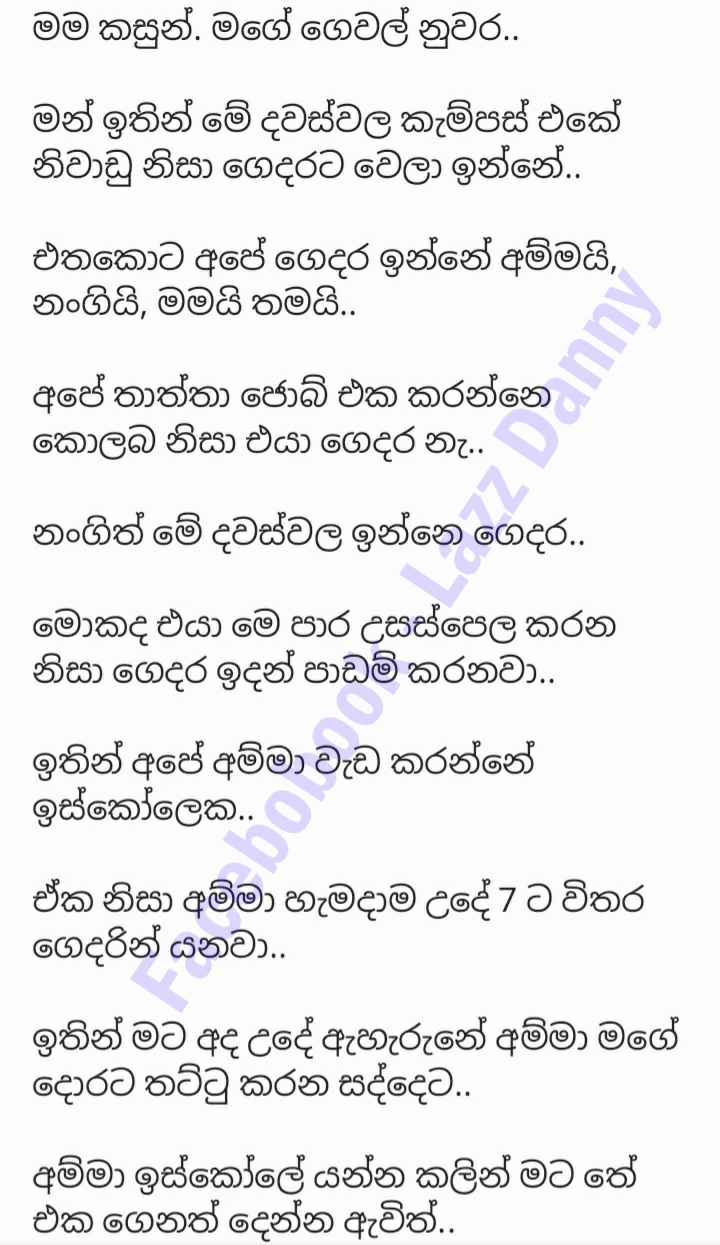 මම කසුන්. මගේ ගෙවල් නුවර..
මන් ඉතින් මේ දවස්වල කැම්පස් එකේ
නිවාඩු නිසා ගෙදරට වෙලා ඉන්නේ..
එතකොට අපේ ගෙදර ඉන්නේ අම්මයි,
නංගියි, මමයි තමයි..
අපේ තාත්තා ජොබ් එක කරන්නෙ
කොලබ නිසා එයා ගෙදර නැ..
නංගිත් මේ දවස්වල ඉන්නෙ ගෙදර..
මොකද එයා මෙ පාර උසස්පෙල කරන
නිසා ගෙදර ඉදන් පාඩම් කරනවා..
ඉතින් අපේ අම්මා වැඩ කරන්නේ
ඉස්කෝලෙක..
ඒක නිසා අම්මා හැමදාම උදේ 7 ට විතර
ගෙදරින් යනවා..
ඉතින් මට අද උදේ ඇහැරුනේ අම්මා මගේ
දොරට තට්ටු කරන සද්දෙට..
අම්මා ඉස්කෝලේ යන්න කලින් මට තේ
එක ගෙනත් දෙන්න ඇවිත්..
Facebobook - Lazz Danny